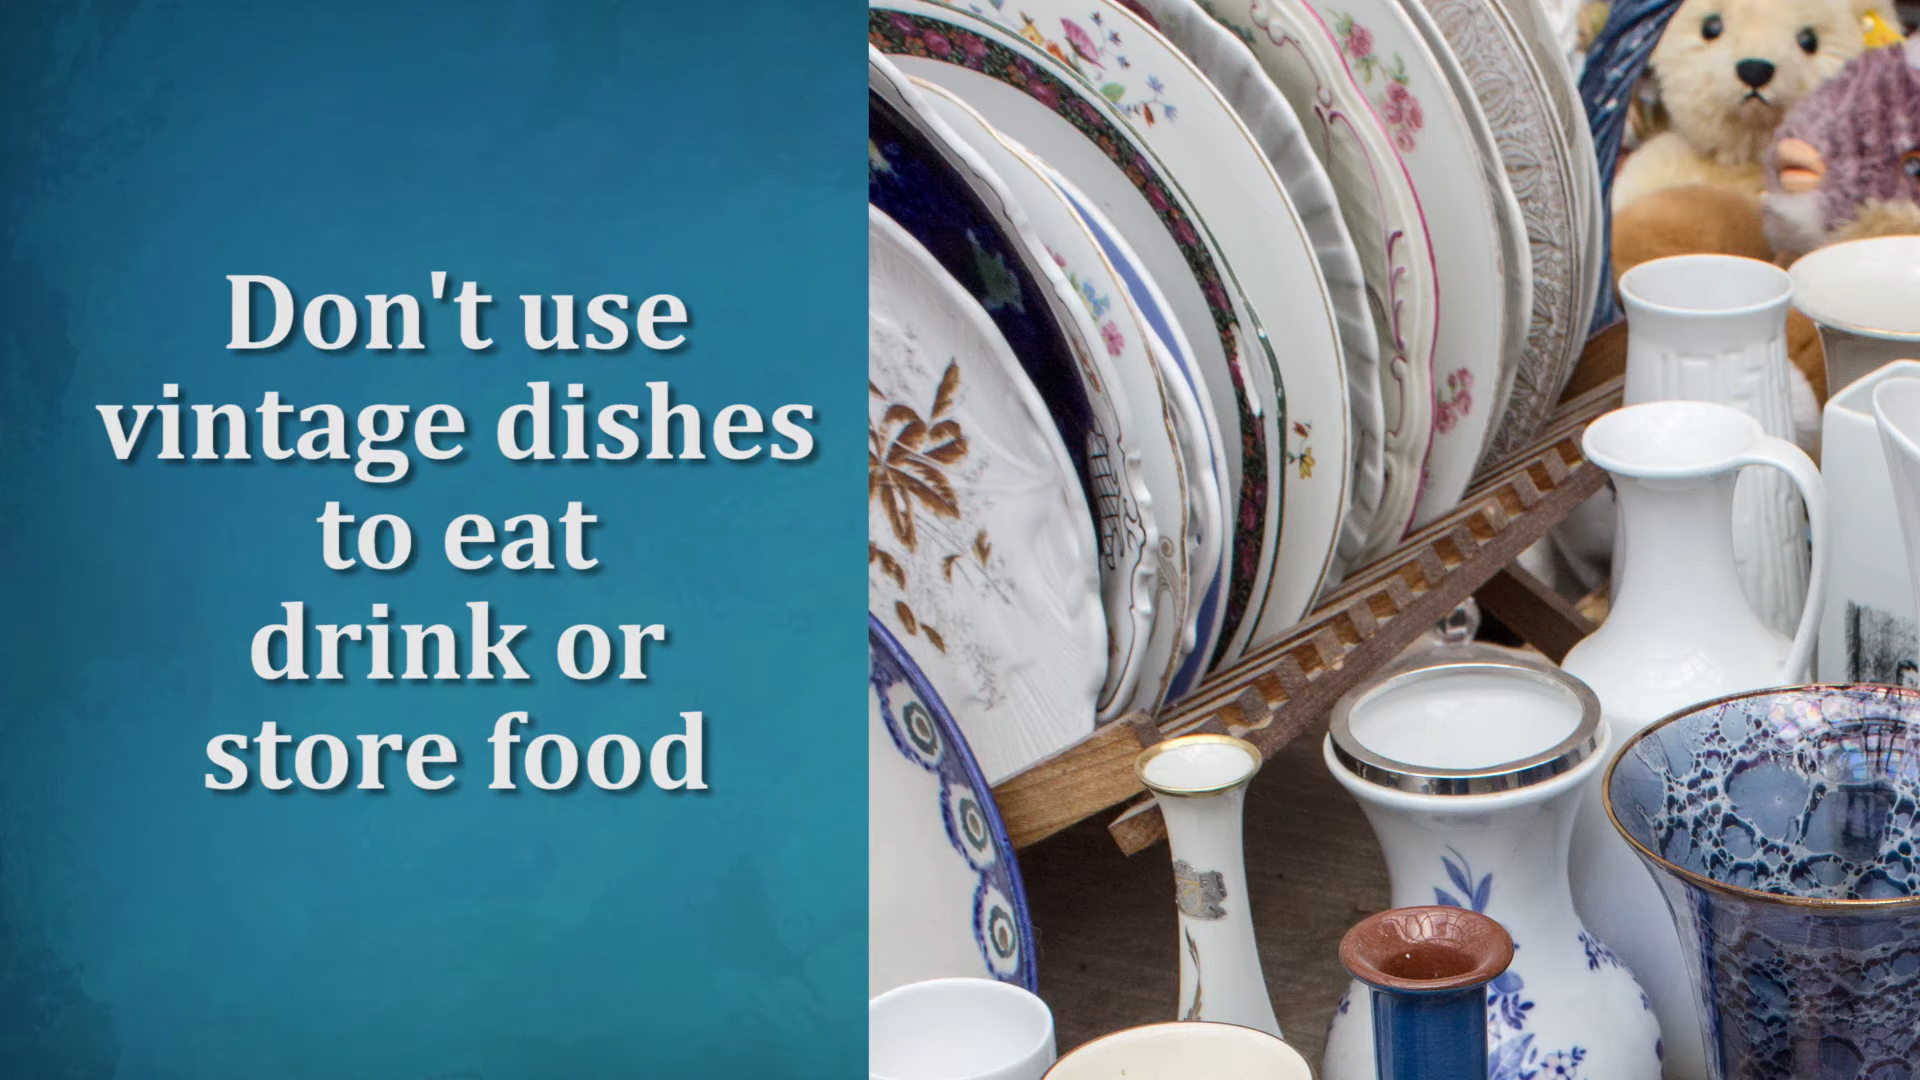 Don't use
vintage dishes
to eat
drink or
store food